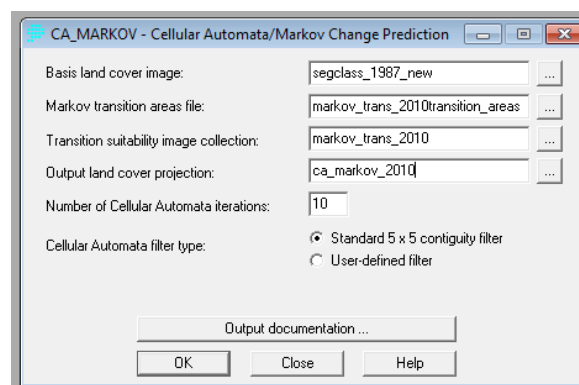 CA_MARKOV - Cellular Automata/Markov Change Prediction
Basis land cover image: segclass_1987_new ...
Markov transition areas file: markov_trans_2010transition_areas ...
Transition suitability image collection: markov_trans_2010 ...
Output land cover projection: ca_markov_2010 ...
Number of Cellular Automata iterations: 10
Cellular Automata filter type: Standard 5 x 5 contiguity filter
User-defined filter
Output documentation ...
OK Close Help